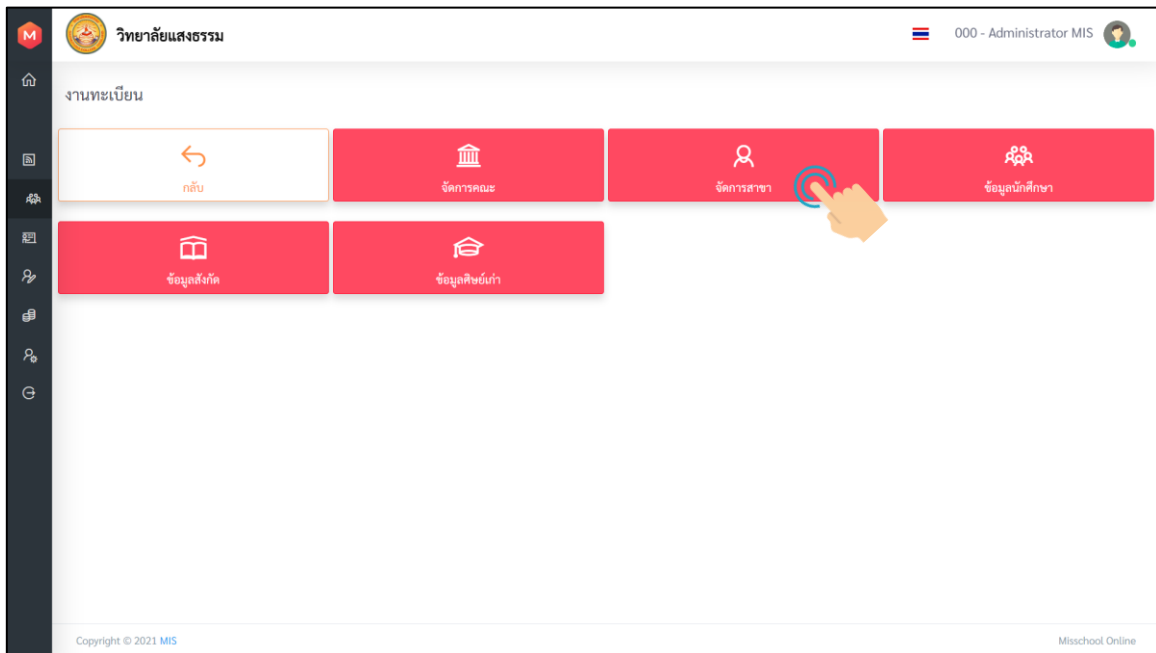 M
วิทยาลัยแสงธรรม
000 - Administrator MIS
งานทะเบียน
กลับ
จัดการคณะ
จัดการสาขา
ข้อมูลนักศึกษา
ข้อมูลสังกัด
ข้อมูลศิษย์เก่า
Copyright © 2021 MIS
Misschool Online